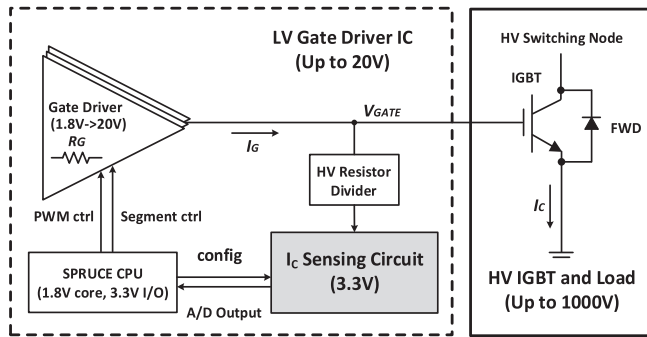 LV Gate Driver IC
(Up to 20V)
HV Switching Node
IGBT
FWD
Gate Driver
(1.8V->20V)
RG
IG
VGATE
HV Resistor
Divider
PWM ctrl
Segment ctrl
config
SPRUCE CPU
(1.8V core, 3.3V I/O)
A/D Output
IC Sensing Circuit
(3.3V)
IC
HV IGBT and Load
(Up to 1000V)